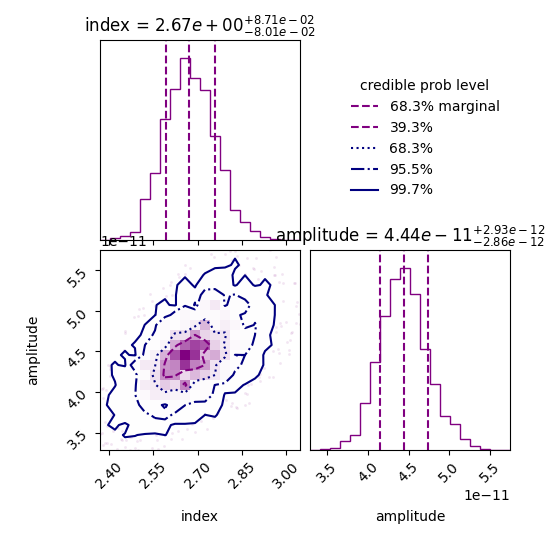 index = 2.67e+00+8.71e−02−8.01e−02
credible prob level
68.3% marginal
39.3%
68.3%
95.5%
99.7%
1e−11
amplitude = 4.44e−11+2.93e−12−2.86e−12
5.5
5.0
4.5
4.0
3.5
amplitude
2.40 2.55 2.70 2.85 3.00
index
3.5 4.0 4.5 5.0 5.5
1e−11
amplitude